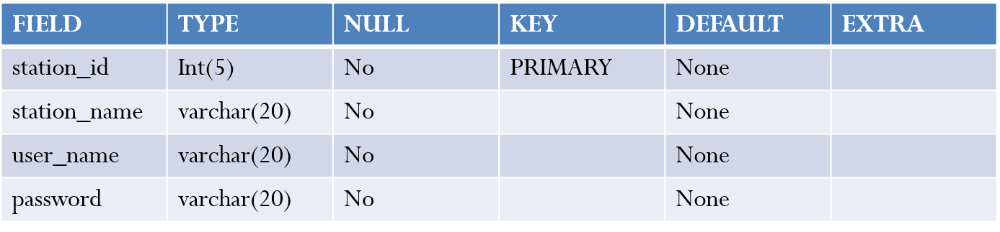 FIELD TYPE NULL KEY DEFAULT EXTRA
station_id Int(5) No PRIMARY None
station_name varchar(20) No None
user_name varchar(20) No None
password varchar(20) No None